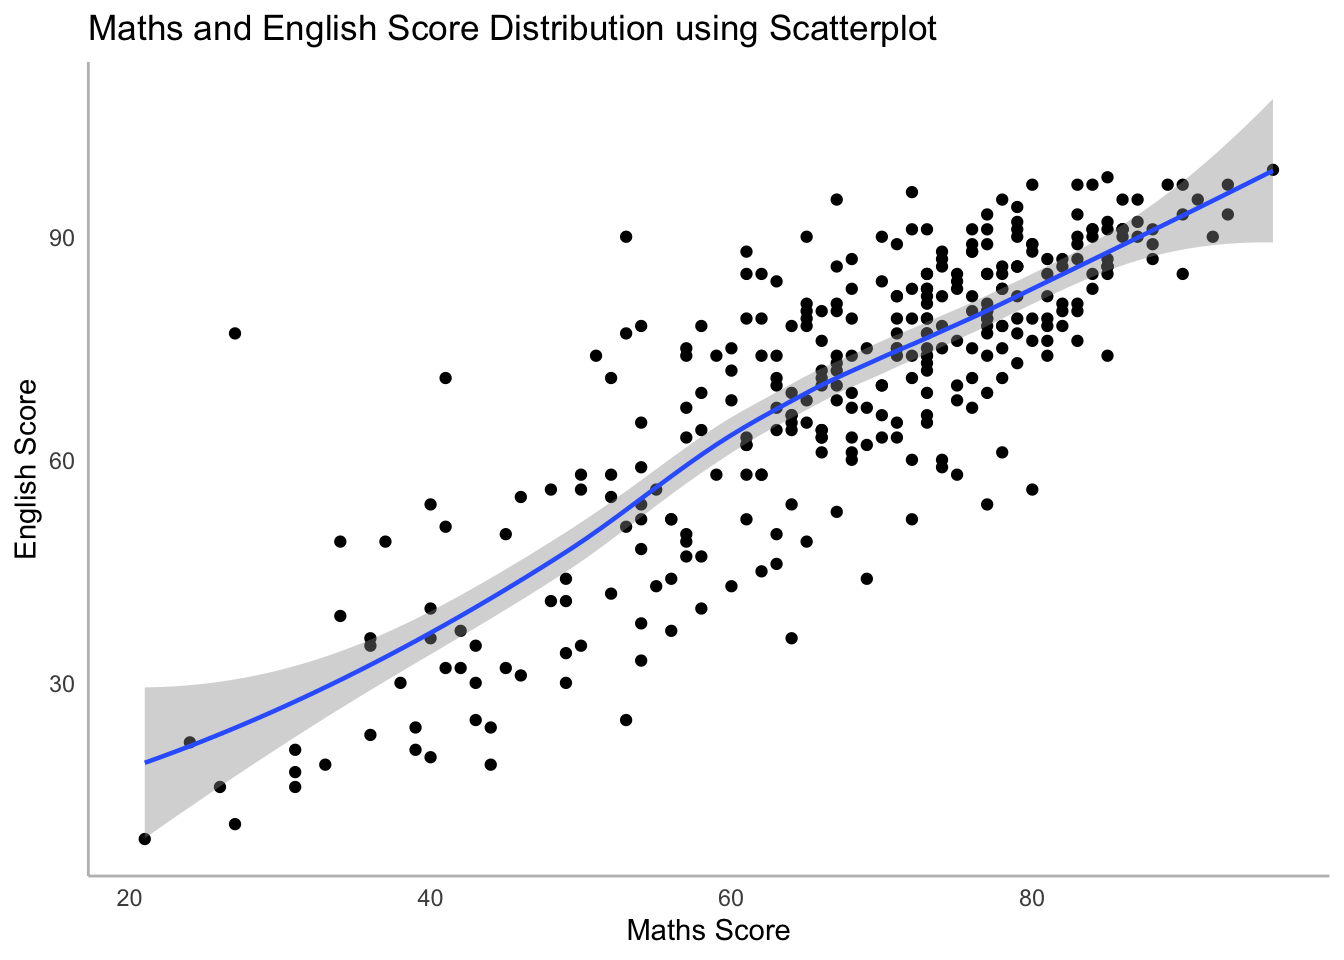 Maths and English Score Distribution using Scatterplot
English Score
90
60
30
20 40 60 80
Maths Score